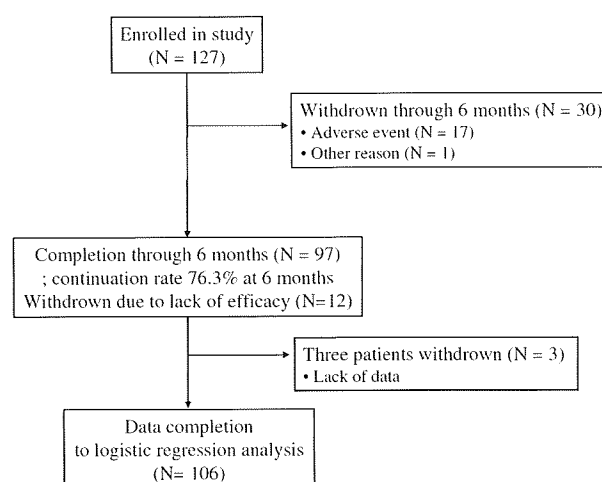 Enrolled in study
(N = 127)
Withdrown through 6 months (N = 30)
• Adverse event (N = 17)
• Other reason (N = 1)
Completion through 6 months (N = 97)
; continuation rate 76.3% at 6 months
Withdrown due to lack of efficacy (N=12)
Three patients withdrown (N = 3)
• Lack of data
Data completion
to logistic regression analysis
(N= 106)